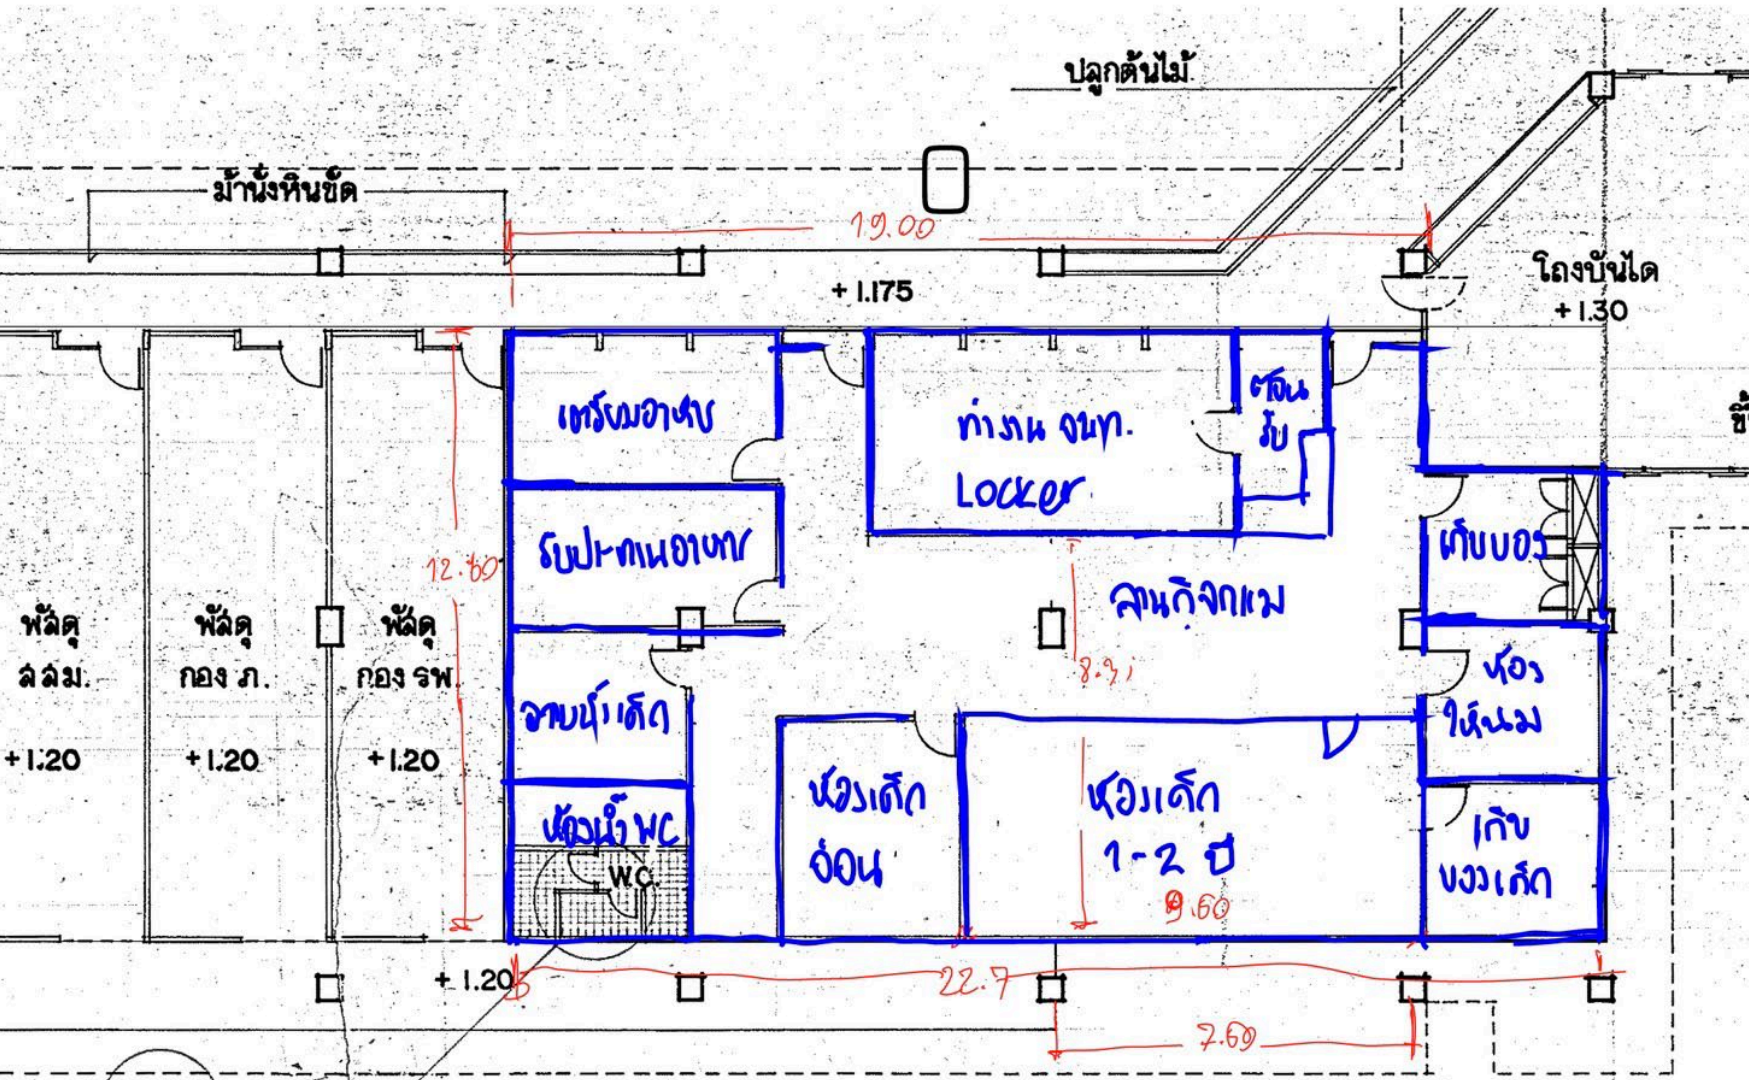 ปลูกต้นไม้
ม้านั่งหินขัด
19.00
โถงบันได
+1.30
+1.175
เตรียมอาหาร
ทำงาน จนท.
LOCKER
ต้อน
รับ
รับประทานอาหาร
เก็บของ
12.80
ลานกิจกรรม
พัสดุ
สลม.
+1.20
พัสดุ
กอง ภ.
+1.20
พัสดุ
กอง รพ.
+1.20
อาบน้ำเด็ก
ห้อง
ให้นม
ห้องน้ำ WC
W.C.
ห้องเด็ก
อ่อน
ห้องเด็ก
1-2 ปี
9.60
เก็บ
ของเด็ก
+1.20
22.7
7.60